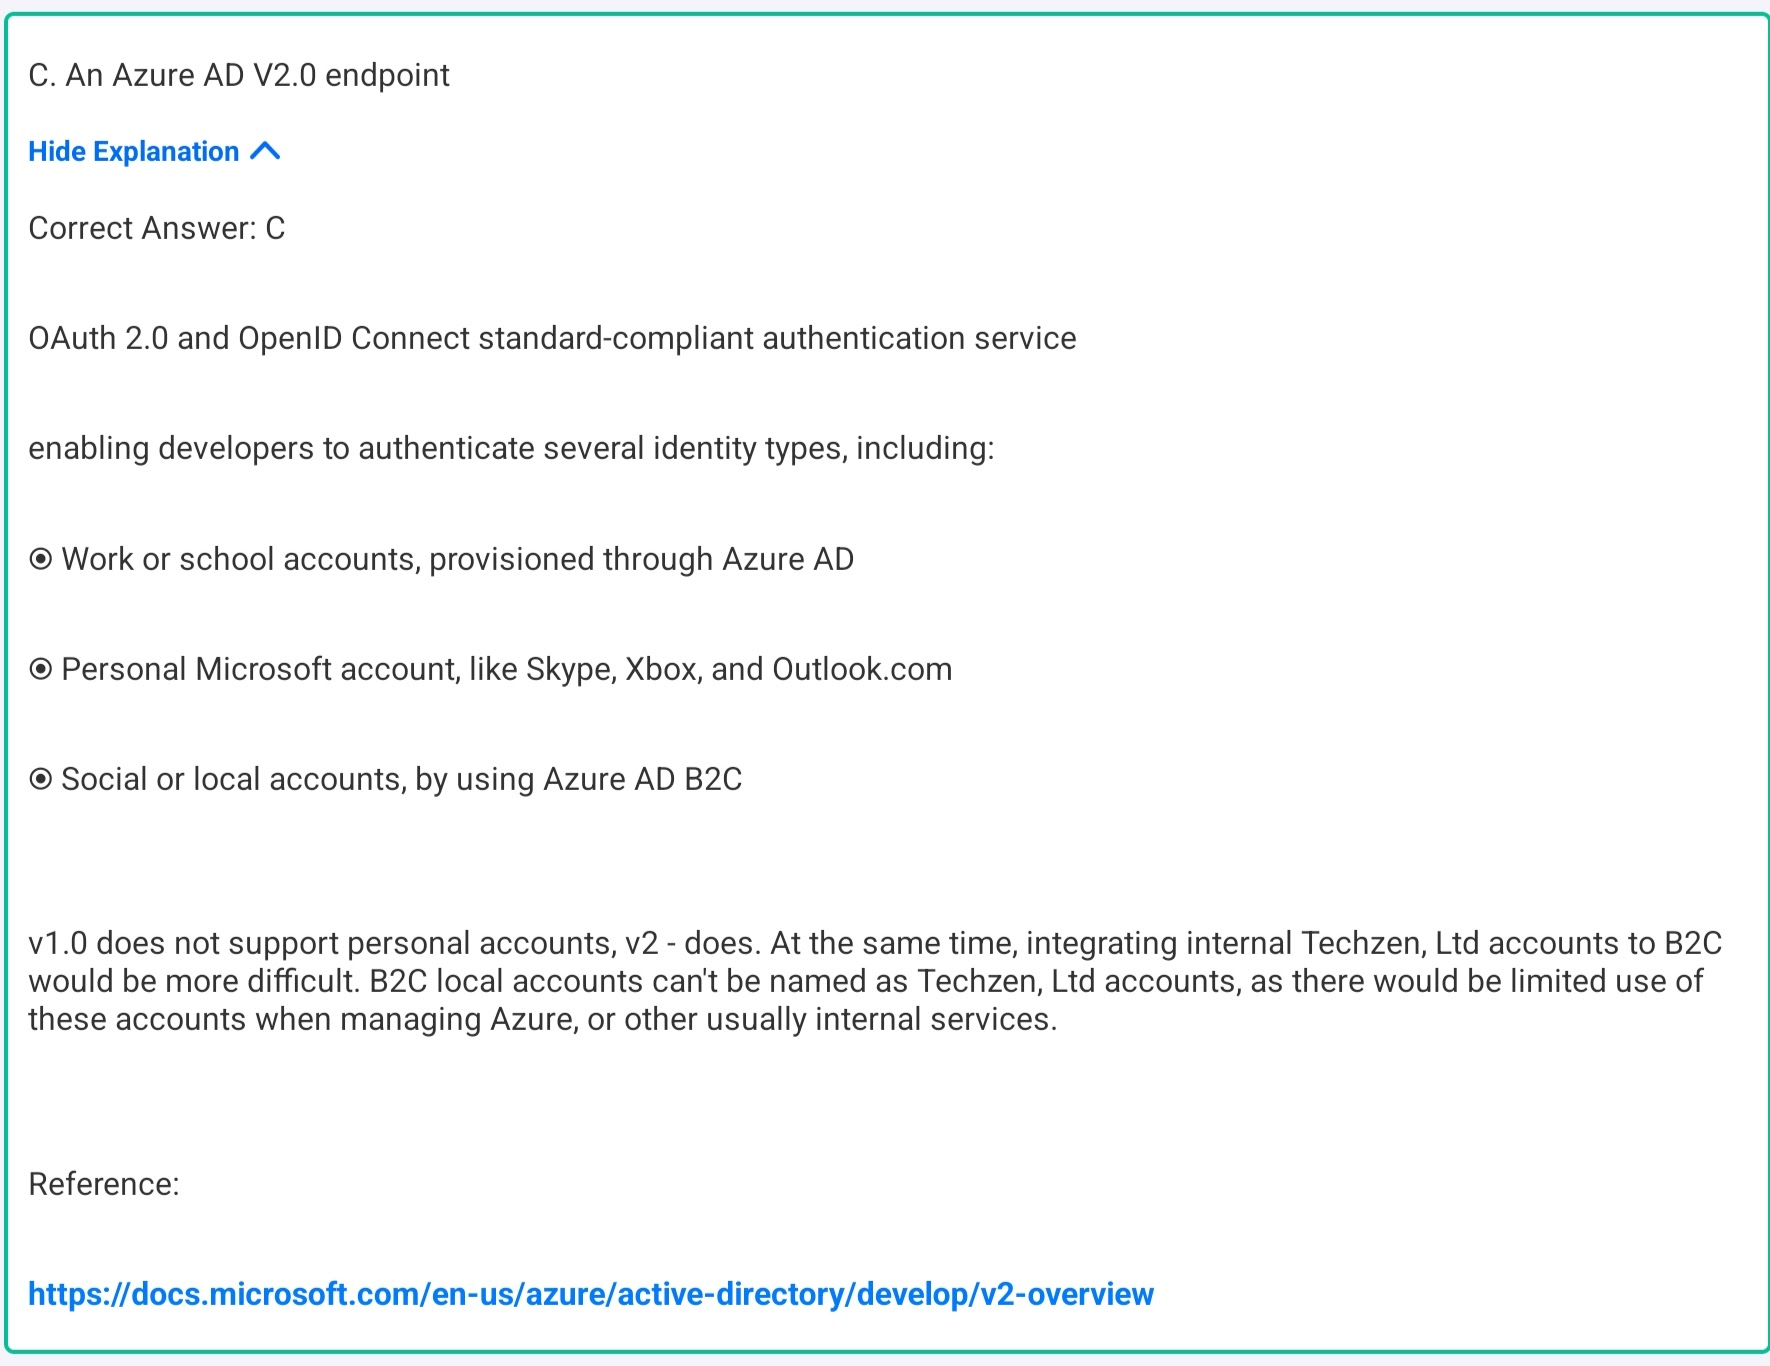 C. An Azure AD V2.0 endpoint
Hide Explanation
Correct Answer: C
OAuth 2.0 and OpenID Connect standard-compliant authentication service
enabling developers to authenticate several identity types, including:
Work or school accounts, provisioned through Azure AD
Personal Microsoft account, like Skype, Xbox, and Outlook.com
Social or local accounts, by using Azure AD B2C
v1.0 does not support personal accounts, v2 - does. At the same time, integrating internal Techzen, Ltd accounts to B2C
would be more difficult. B2C local accounts can't be named as Techzen, Ltd accounts, as there would be limited use of
these accounts when managing Azure, or other usually internal services.
Reference:
https://docs.microsoft.com/en-us/azure/active-directory/develop/v2-overview